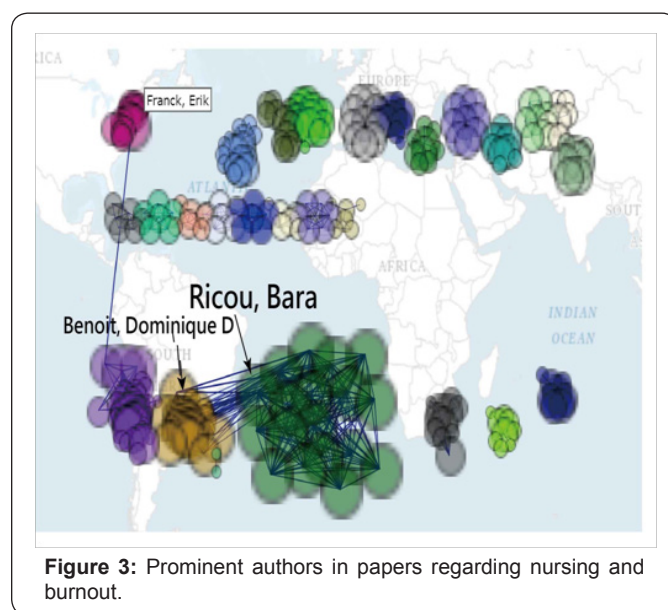 RICA
EUROPE
Franck, Erik
ATLANT
SOUT
AFRICA
Ricou, Bara
Benoit, Dominique D
SOUTH
INDIAN
OCEAN
Figure 3: Prominent authors in papers regarding nursing and
burnout.